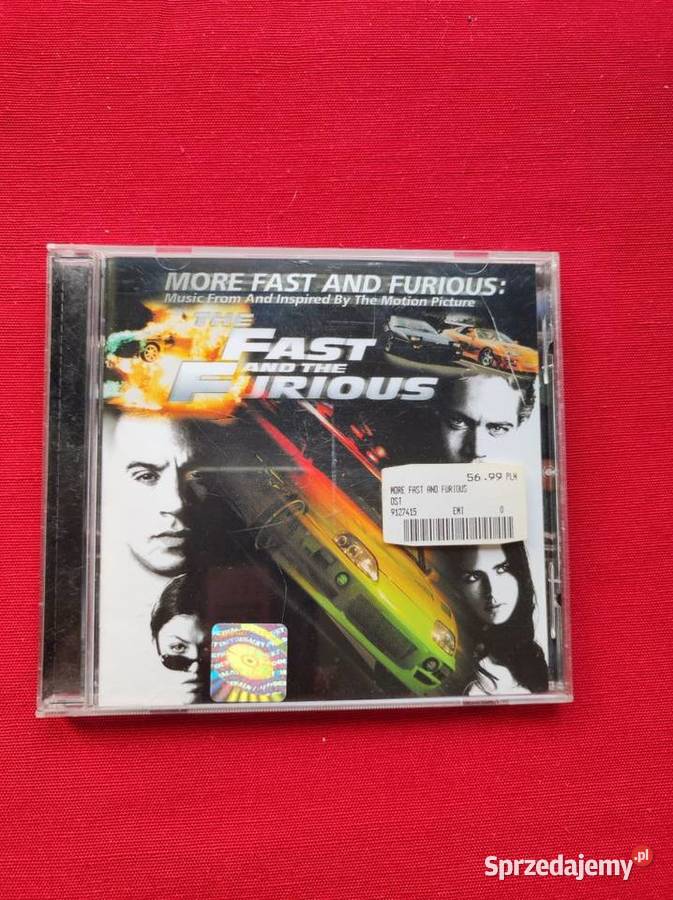 MORE FAST AND FURIOUS:
Music From And Inspired By The Motion Picture
THE
FAST
AND THE
FURIOUS
56.99 PLN
MORE FAST AND FURIOUS
OST
9127415 EMI 0
Sprzedajemy.pl